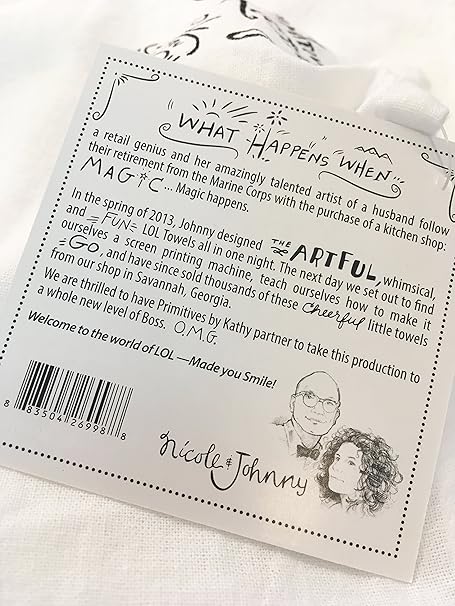 WHAT HAPPENS WHEN
a retail genius and her amazingly talented artist of a husband follow
their retirement from the Marine Corps with the purchase of a kitchen shop:
MAGIC... Magic happens.
In the spring of 2013, Johnny designed THE ARTFUL, whimsical,
and FUN LOL Towels all in one night. The next day we set out to find
ourselves a screen printing machine, teach ourselves how to make it
GO, and have since sold thousands of these cheerful little towels
from our shop in Savannah, Georgia.
We are thrilled to have Primitives by Kathy partner to take this production to
a whole new level of Boss. O.M.G.
Welcome to the world of LOL—Made you Smile!
8 83504 26998 8
Nicole & Johnny